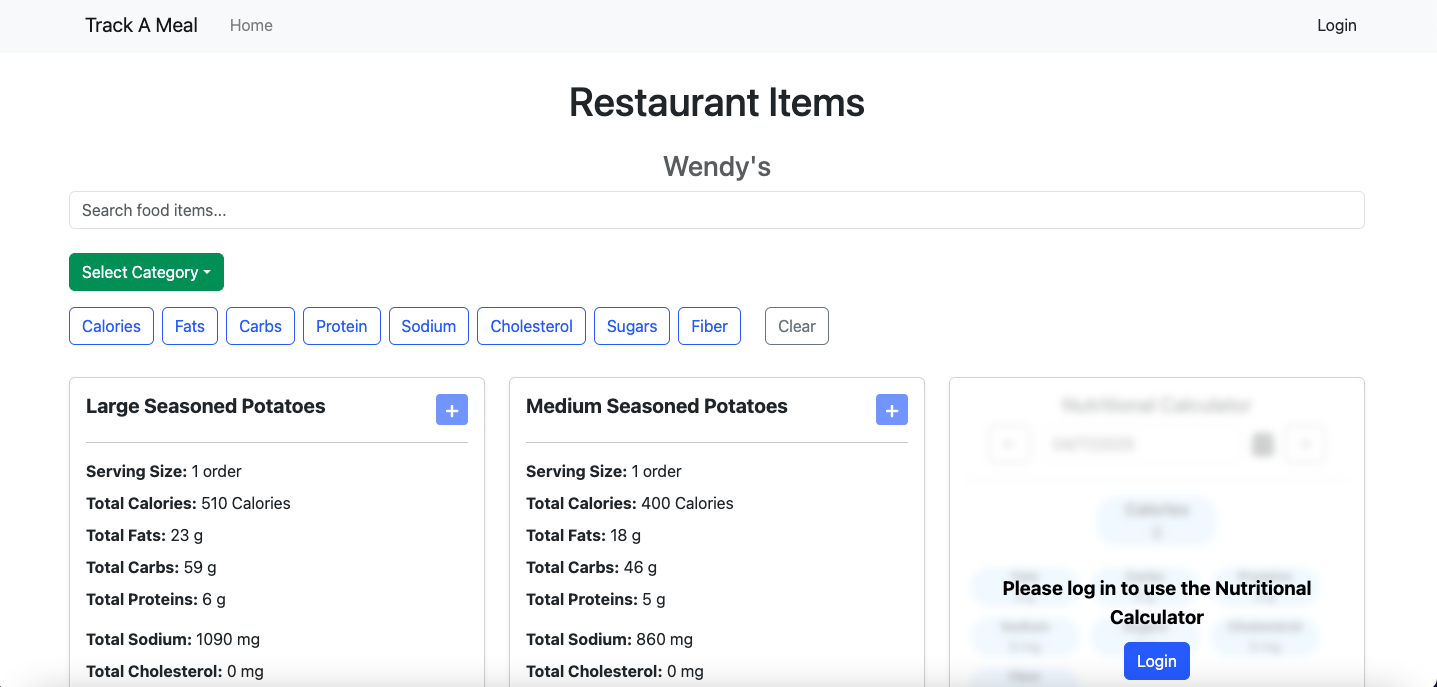 Track A Meal Home Login
Restaurant Items
Wendy's
Search food items...
Select Category
Calories Fats Carbs Protein Sodium Cholesterol Sugars Fiber Clear
Large Seasoned Potatoes +
Serving Size: 1 order
Total Calories: 510 Calories
Total Fats: 23 g
Total Carbs: 59 g
Total Proteins: 6 g
Total Sodium: 1090 mg
Total Cholesterol: 0 mg
Medium Seasoned Potatoes +
Serving Size: 1 order
Total Calories: 400 Calories
Total Fats: 18 g
Total Carbs: 46 g
Total Proteins: 5 g
Total Sodium: 860 mg
Total Cholesterol: 0 mg
Nutritional Calculator
Calories
Please log in to use the Nutritional
Calculator
Login